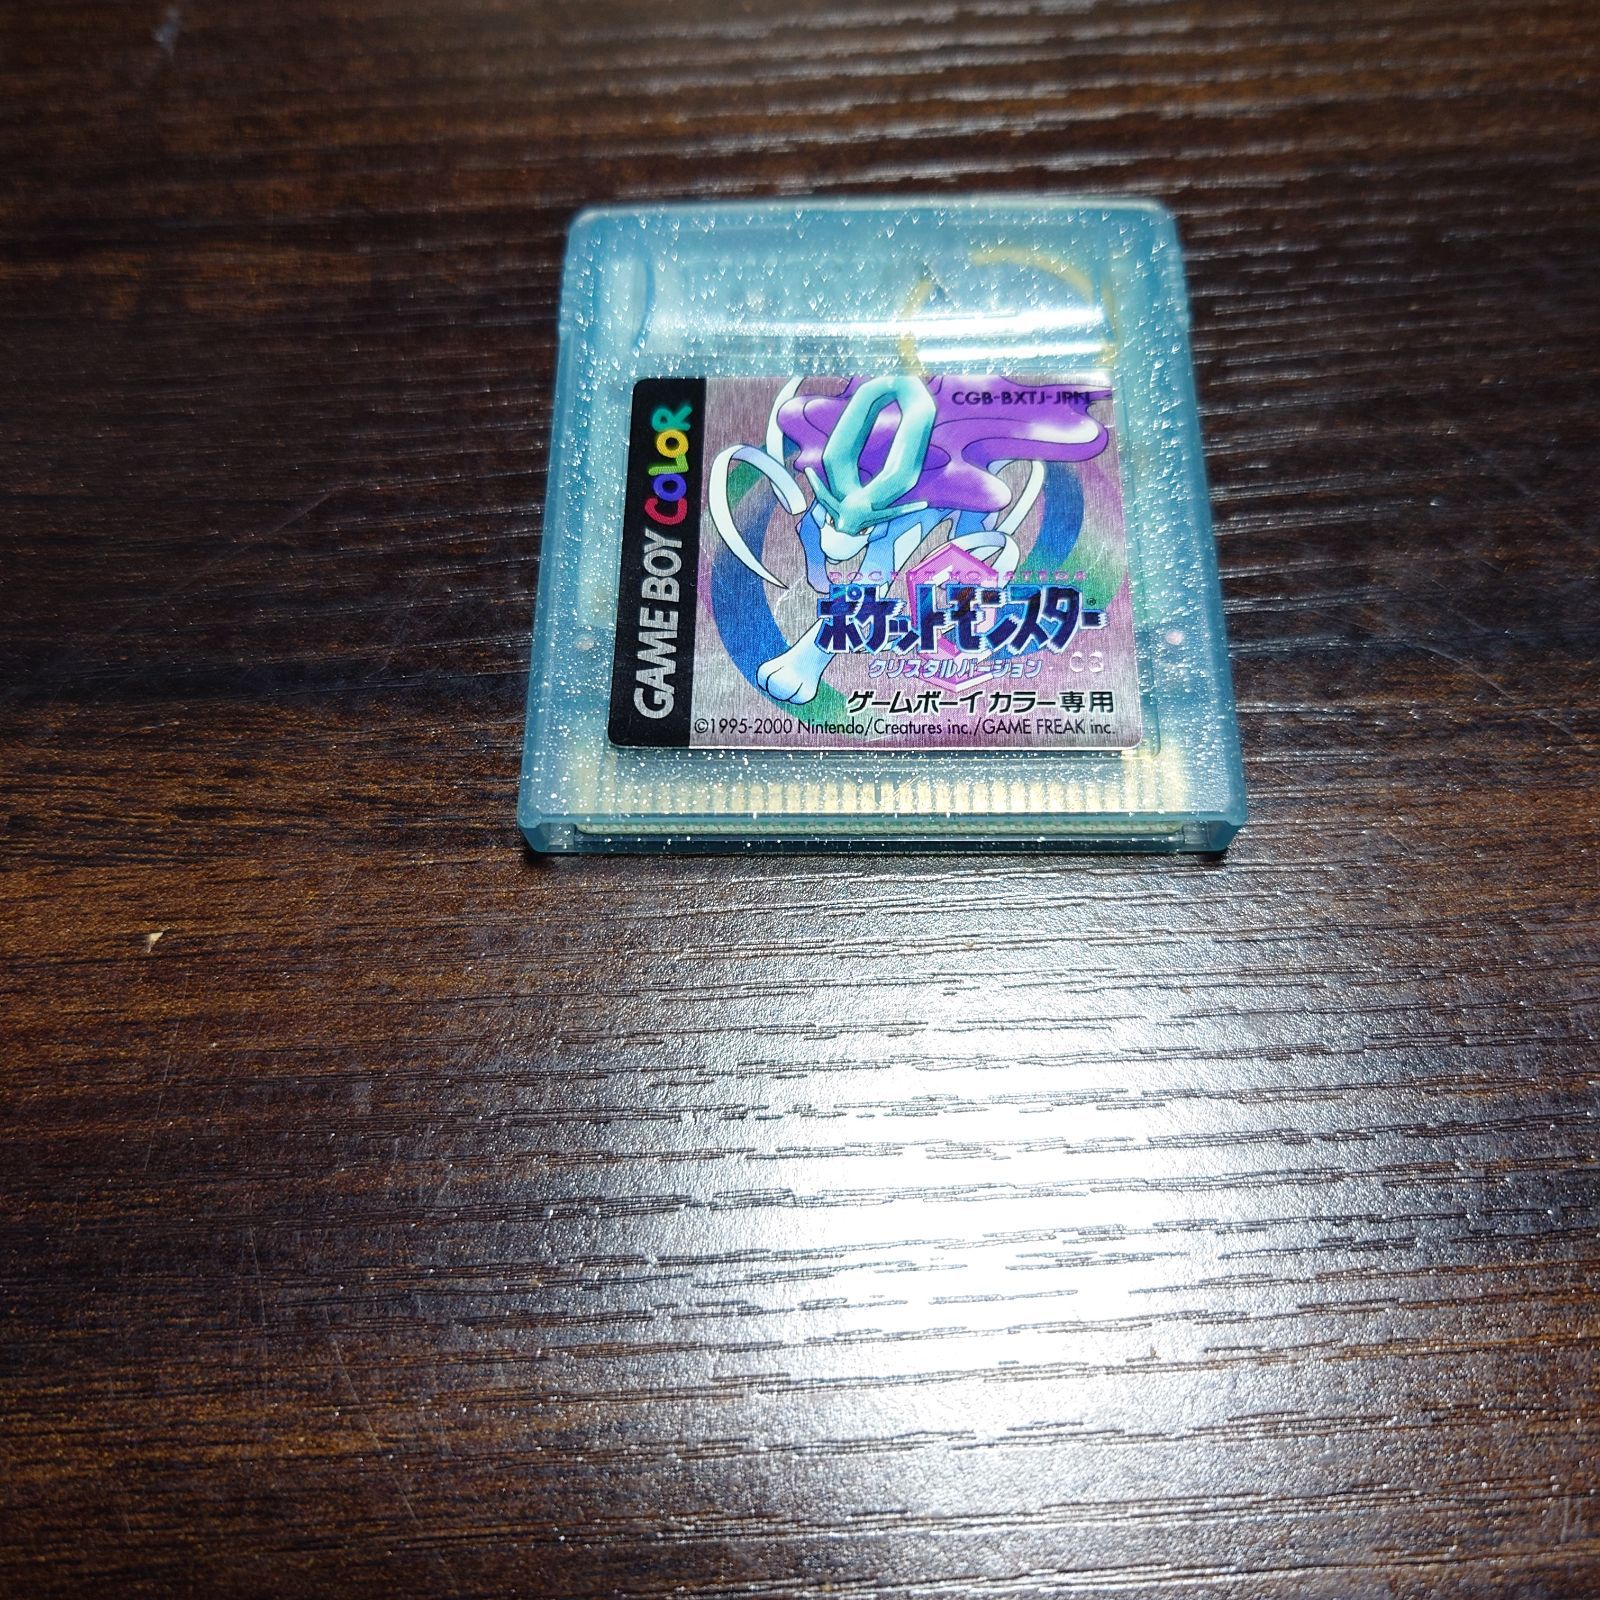 GAME BOY COLOR
CGB-BXTJ-JPN
POCKET MONSTERS
ポケットモンスター
クリスタルバージョン
ゲームボーイカラー専用
©1995-2000 Nintendo/Creatures inc./GAME FREAK inc.